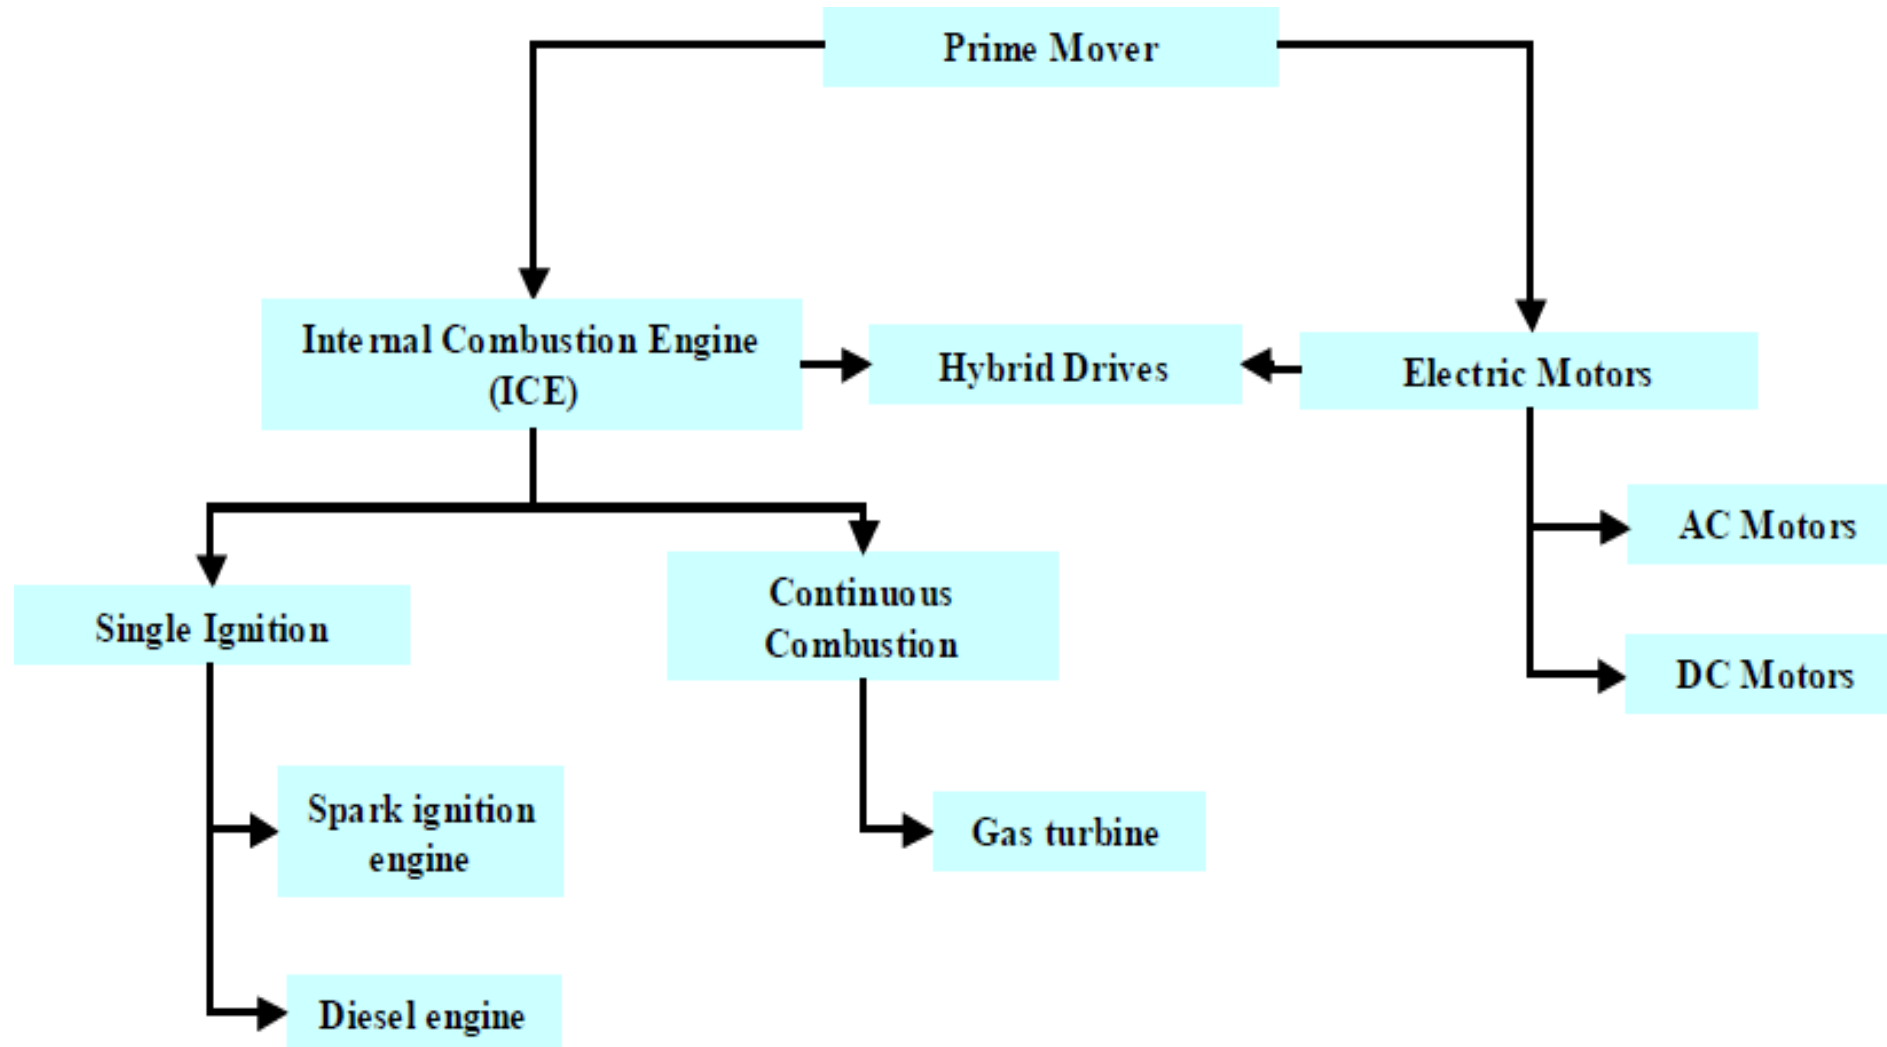 Prime Mover
Internal Combustion Engine
(ICE)
Hybrid Drives
Electric Motors
AC Motors
DC Motors
Single Ignition
Continuous
Combustion
Spark ignition
engine
Gas turbine
Diesel engine